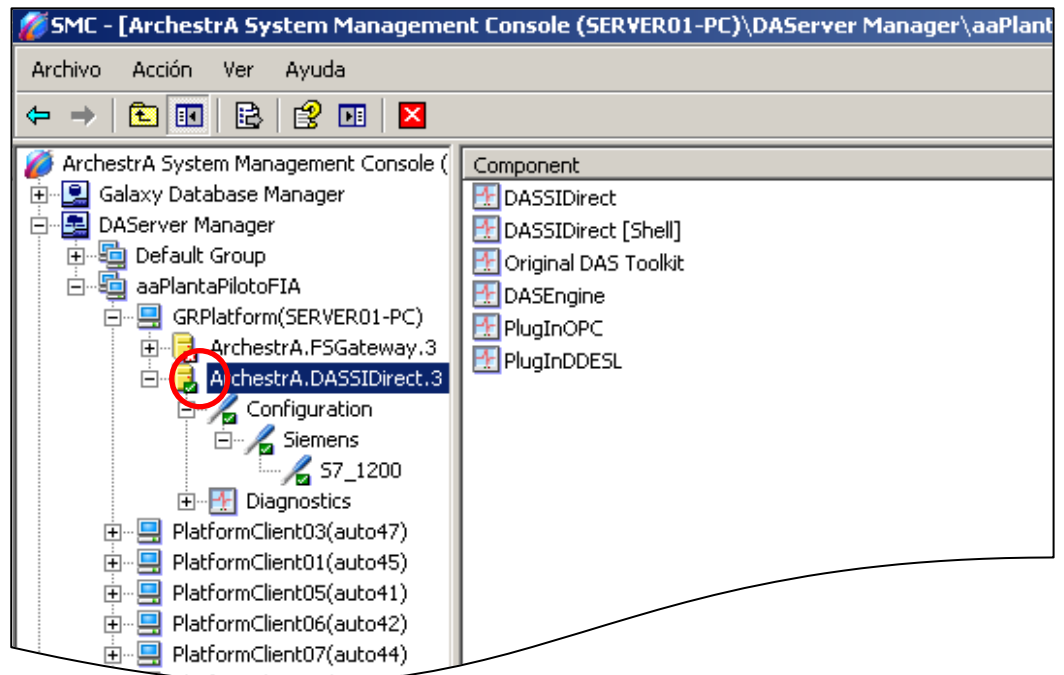 SMC - [ArchestrA System Management Console (SERVER01-PC)\DAServer Manager\aaPlant
Archivo Acción Ver Ayuda
ArchestrA System Management Console (
Galaxy Database Manager
DAServer Manager
Default Group
aaPlantaPilotoFIA
GRPlatform(SERVER01-PC)
ArchestrA.FSGateway.3
ArchestrA.DASSIDirect.3
Configuration
Siemens
S7_1200
Diagnostics
PlatformClient03(auto47)
PlatformClient01(auto45)
PlatformClient05(auto41)
PlatformClient06(auto42)
PlatformClient07(auto44)
Component
DASSIDirect
DASSIDirect [Shell]
Original DAS Toolkit
DASEngine
PlugInOPC
PlugInDDESL